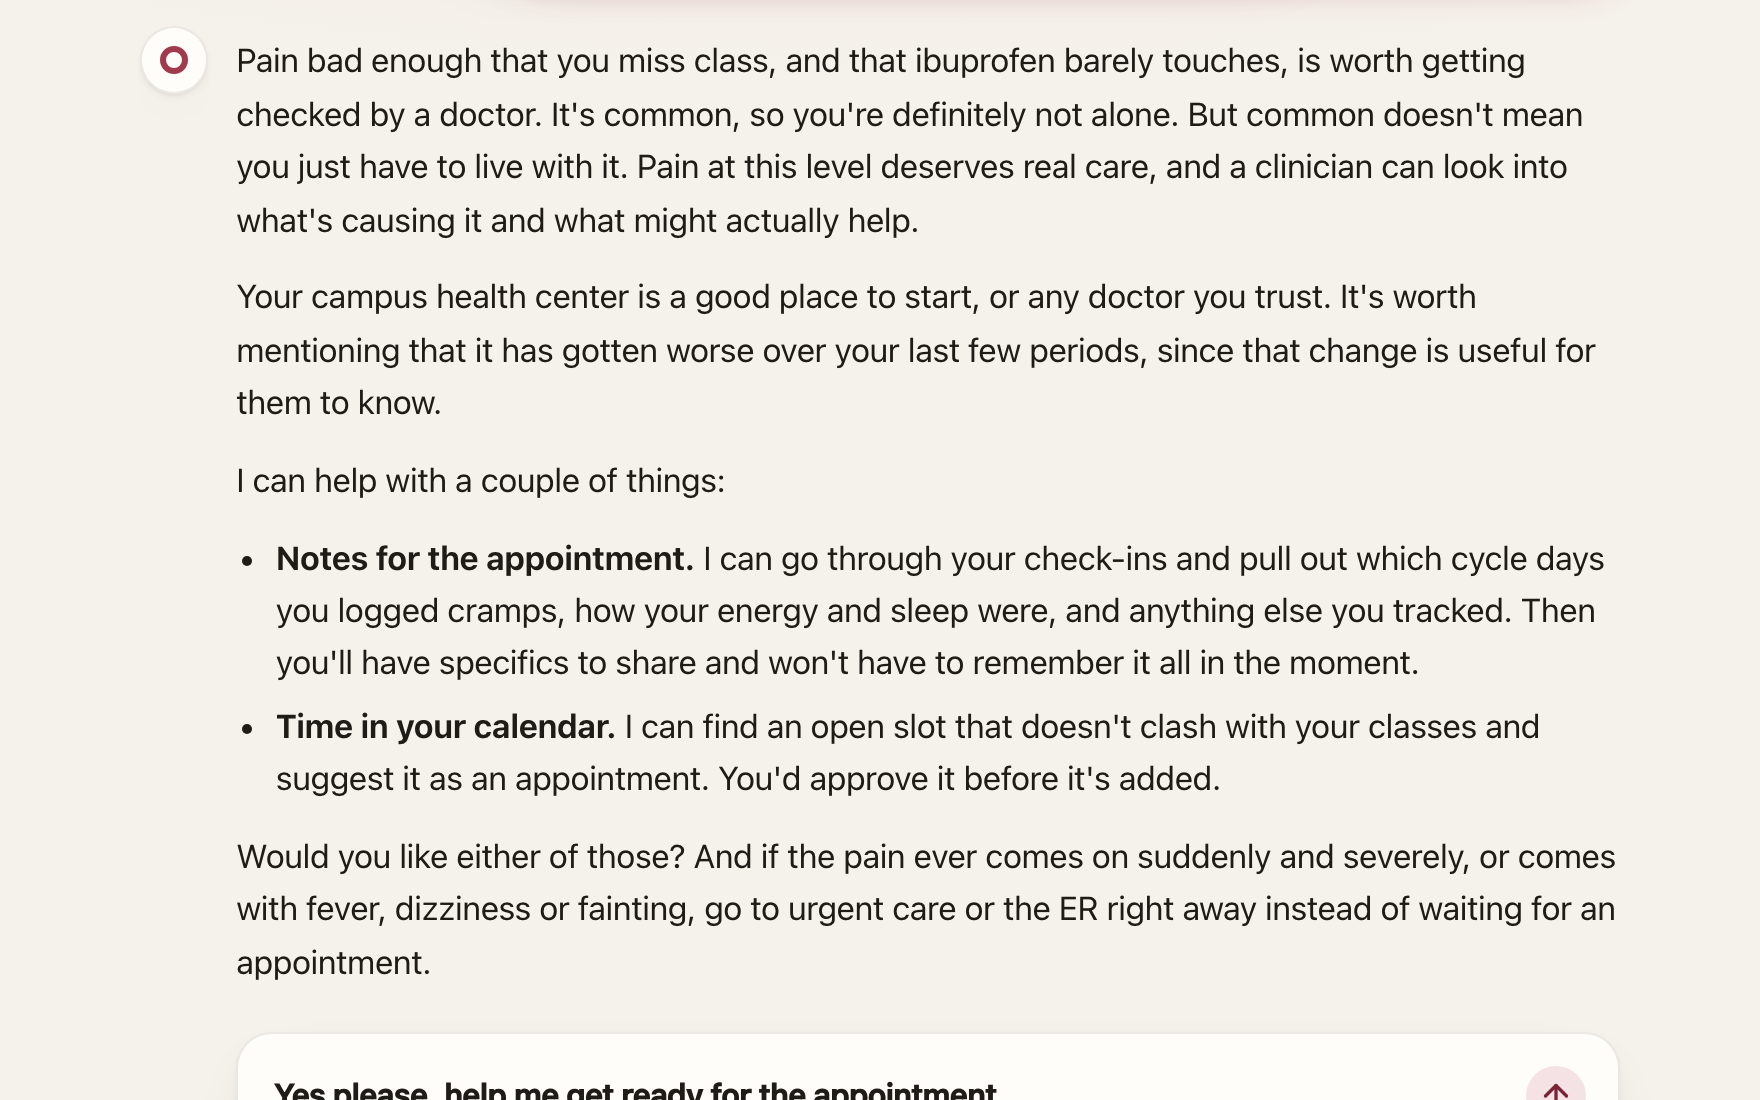 Pain bad enough that you miss class, and that ibuprofen barely touches, is worth getting
checked by a doctor. It's common, so you're definitely not alone. But common doesn't mean
you just have to live with it. Pain at this level deserves real care, and a clinician can look into
what's causing it and what might actually help.
Your campus health center is a good place to start, or any doctor you trust. It's worth
mentioning that it has gotten worse over your last few periods, since that change is useful for
them to know.
I can help with a couple of things:
• Notes for the appointment. I can go through your check-ins and pull out which cycle days
you logged cramps, how your energy and sleep were, and anything else you tracked. Then
you'll have specifics to share and won't have to remember it all in the moment.
• Time in your calendar. I can find an open slot that doesn't clash with your classes and
suggest it as an appointment. You'd approve it before it's added.
Would you like either of those? And if the pain ever comes on suddenly and severely, or comes
with fever, dizziness or fainting, go to urgent care or the ER right away instead of waiting for an
appointment.
Yes please, help me get ready for the appointment